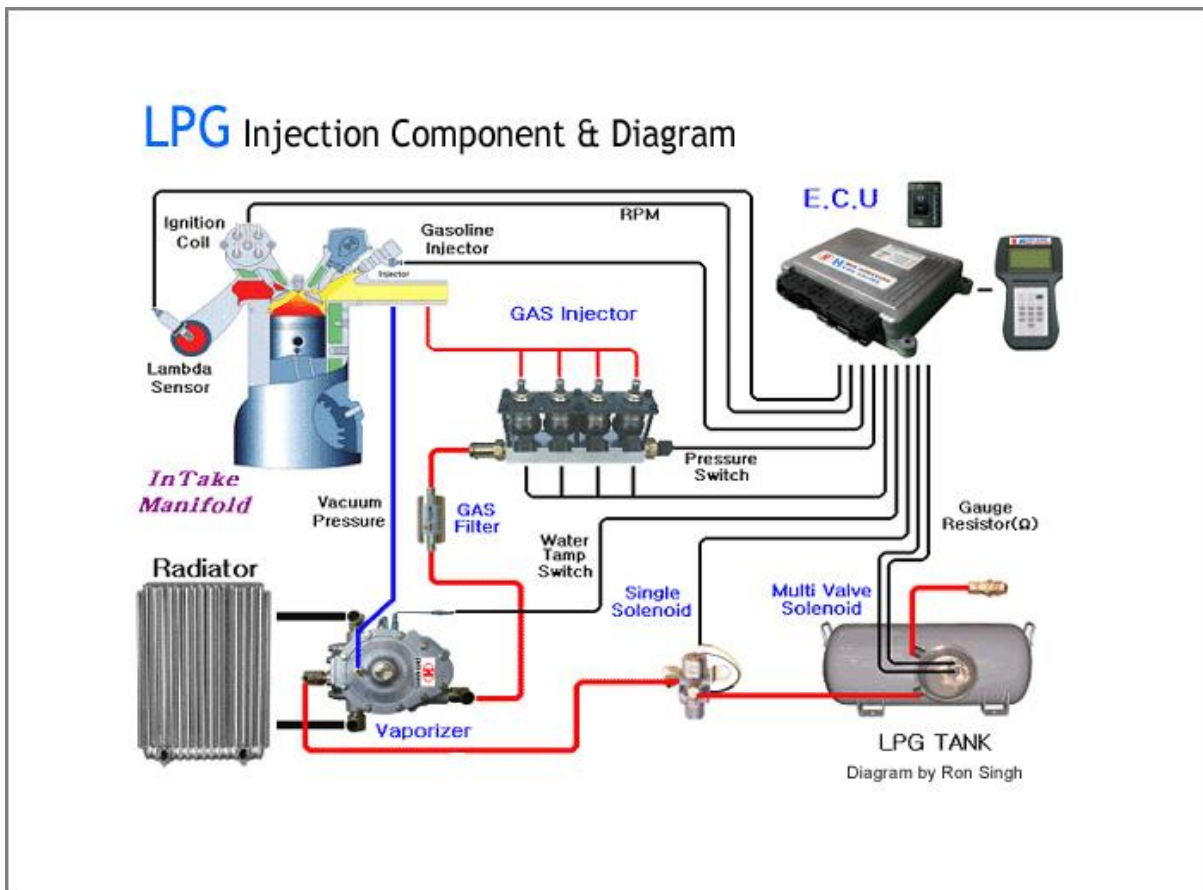 LPG Injection Component & Diagram
E.C.U
RPM
Ignition
Coil
Gasoline
Injector
Injector
GAS Injector
Lambda
Sensor
Pressure
Switch
InTake
Manifold
Vacuum
Pressure
GAS
Filter
Gauge
Resistor(Ω)
Water
Tamp
Switch
Radiator
Single
Solenoid
Multi Valve
Solenoid
Vaporizer
LPG TANK
Diagram by Ron Singh